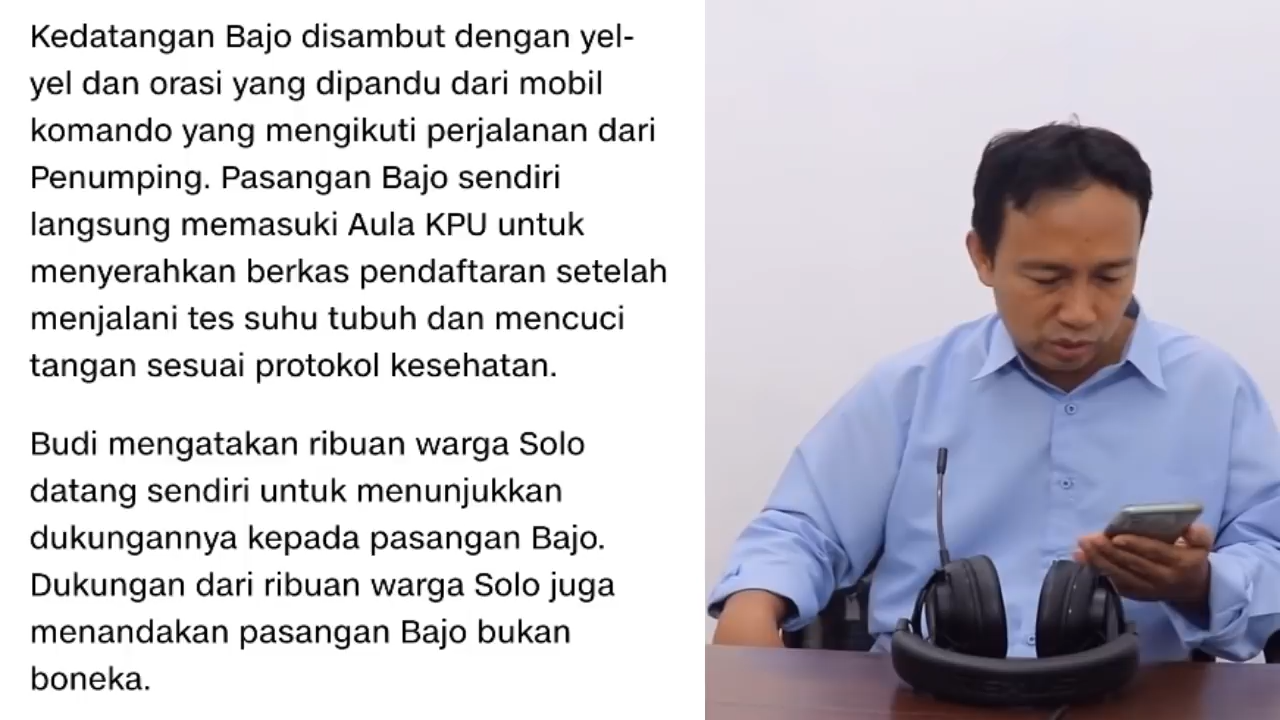 Kedatangan Bajo disambut dengan yel-
yel dan orasi yang dipandu dari mobil
komando yang mengikuti perjalanan dari
Penumping. Pasangan Bajo sendiri
langsung memasuki Aula KPU untuk
menyerahkan berkas pendaftaran setelah
menjalani tes suhu tubuh dan mencuci
tangan sesuai protokol kesehatan.
Budi mengatakan ribuan warga Solo
datang sendiri untuk menunjukkan
dukungannya kepada pasangan Bajo.
Dukungan dari ribuan warga Solo juga
menandakan pasangan Bajo bukan
boneka.